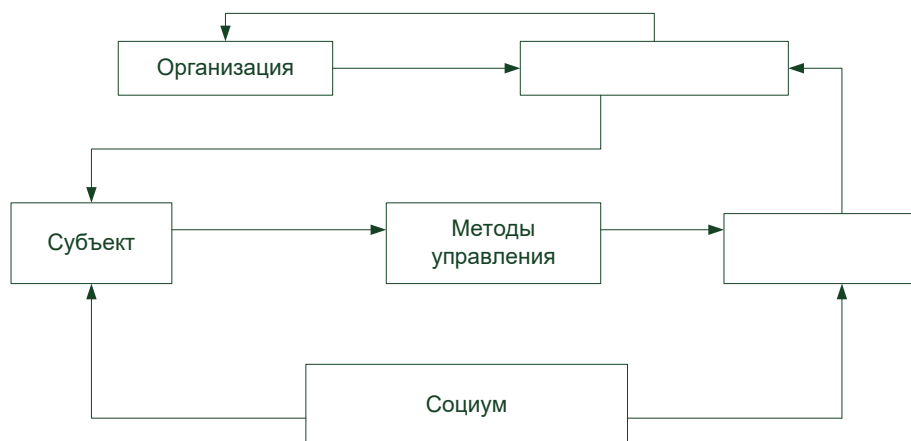 Организация
Субъект
Методы
управления
Социум